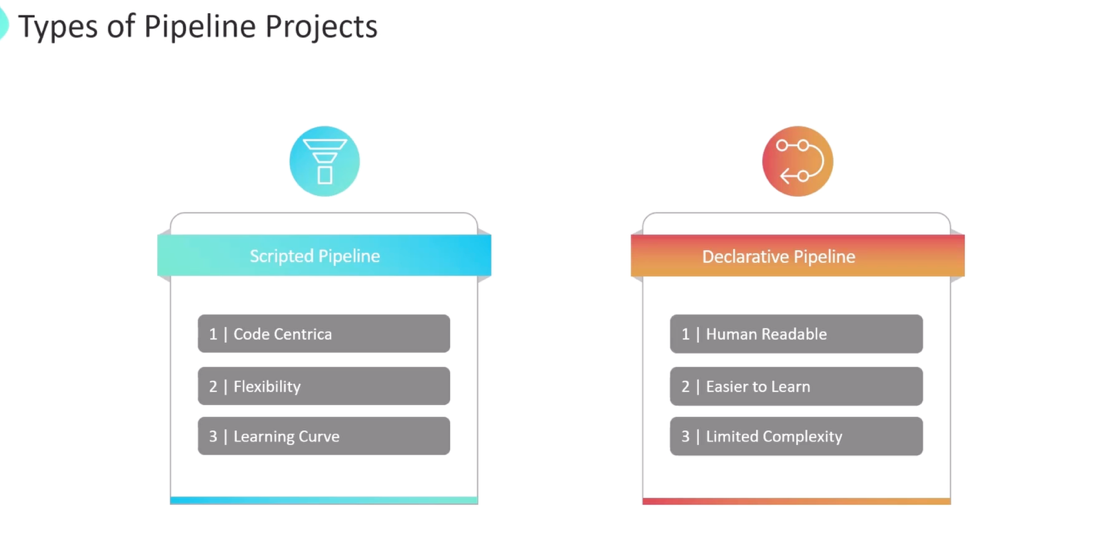 Types of Pipeline Projects
Scripted Pipeline
1 | Code Centrica
2 | Flexibility
3 | Learning Curve
Declarative Pipeline
1 | Human Readable
2 | Easier to Learn
3 | Limited Complexity